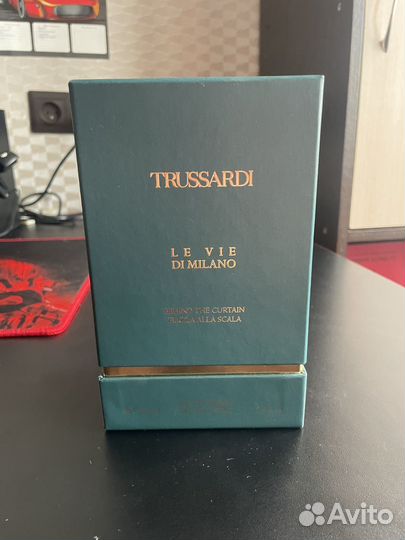 TRUSSARDI
LE VIE
DI MILANO
BEHIND THE CURTAIN
PIAZZA ALLA SCALA
Avito